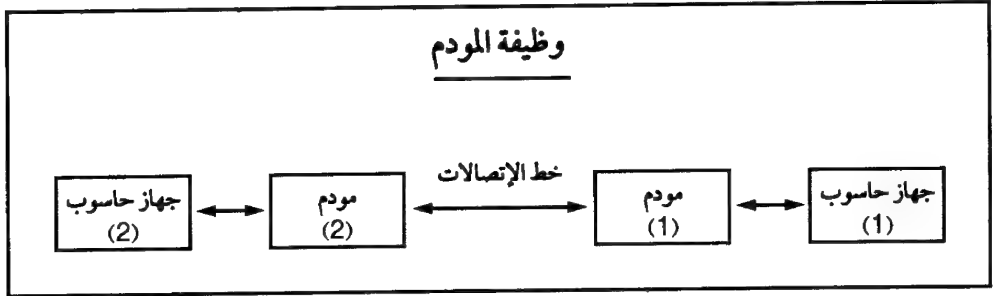 وظيفة المودم
خط الإتصالات
جهاز حاسوب
(1)
مودم
(1)
مودم
(2)
جهاز حاسوب
(2)